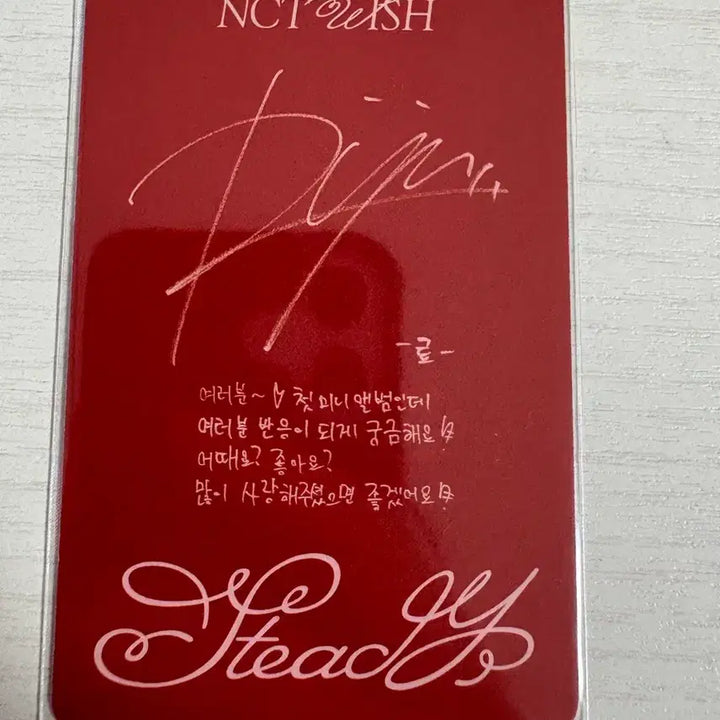 NCT WISH
Riju
-료-
여러분~ 첫 미니앨범인데
여러분 반응이 되게 궁금해요!
어때요? 좋아요?
많이 사랑해주셨으면 좋겠어요!
Steady